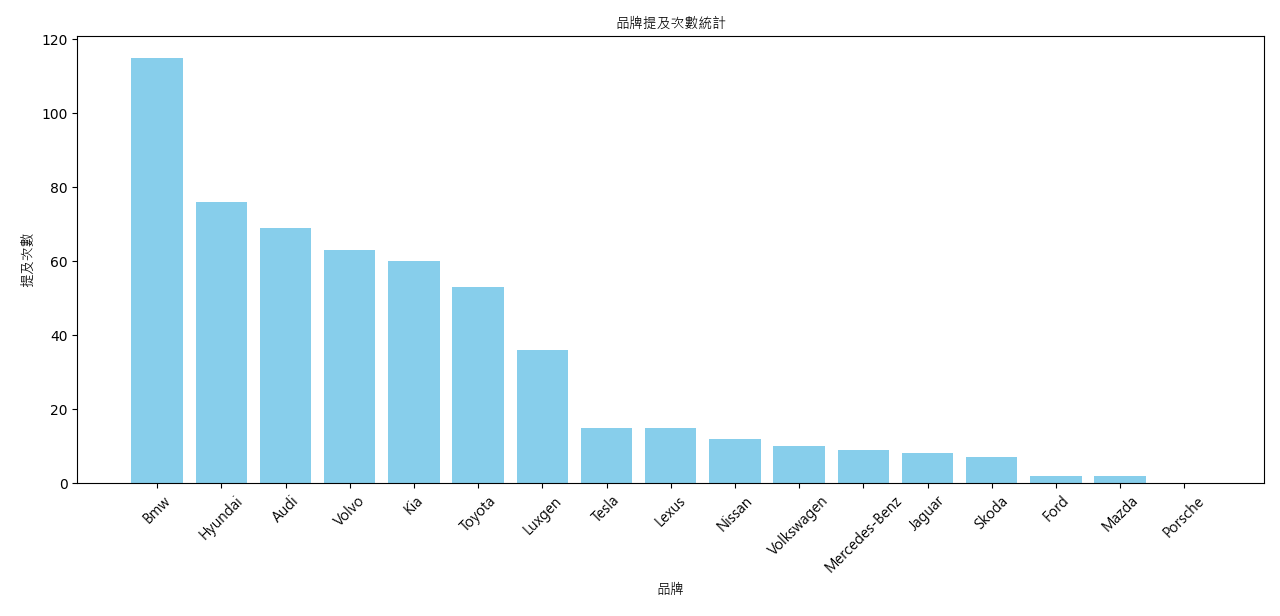 品牌提及次數統計
120
100
80
60
40
20
0
提及次數
Bmw
Hyundai
Audi
Volvo
Kia
Toyota
Luxgen
Tesla
Lexus
Nissan
Volkswagen
Mercedes-Benz
Jaguar
Skoda
Ford
Mazda
Porsche
品牌